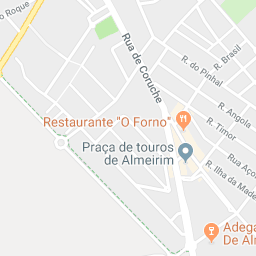 o Roque
Rua de Coruche
R. Brasil
R. do Pinhal
R. Angola
Restaurante "O Forno"
R. Timor
Praça de touros
de Almeirim
Rua Aço
R. Ilha da Made
Adega
De Al